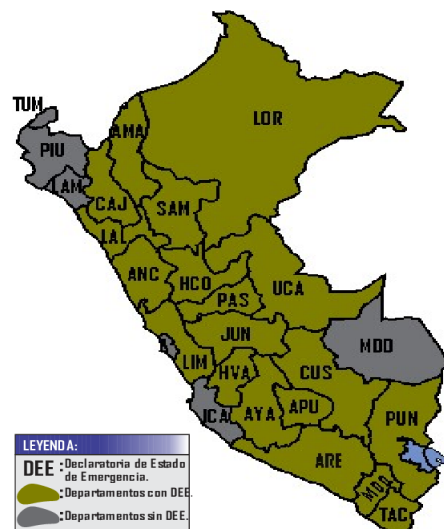 TUM
PIU
AMA
LOR
LAM
CAJ
SAM
LAL
ANC
HCO
UCA
PAS
JUN
MDD
LIM
HVA
CUS
ICA
AYA
APU
PUN
ARE
MOQ
TAC
LEYENDA:
DEE : Declaratoria de Estado
de Emergencia.
: Departamentos con DEE.
: Departamentos sin DEE.